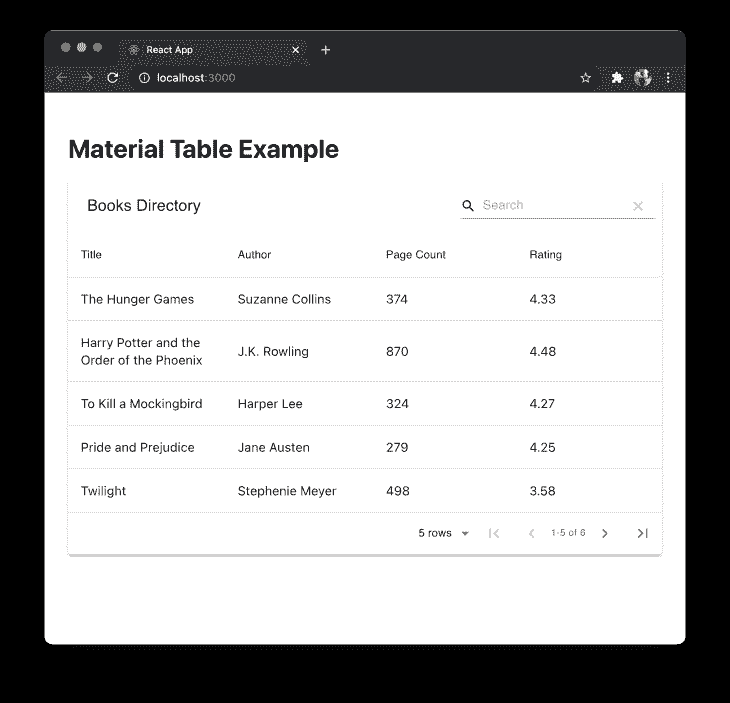 React App
localhost:3000
Material Table Example
Books Directory
Search
Title Author Page Count Rating
The Hunger Games Suzanne Collins 374 4.33
Harry Potter and the
Order of the Phoenix J.K. Rowling 870 4.48
To Kill a Mockingbird Harper Lee 324 4.27
Pride and Prejudice Jane Austen 279 4.25
Twilight Stephenie Meyer 498 3.58
5 rows 1-5 of 6